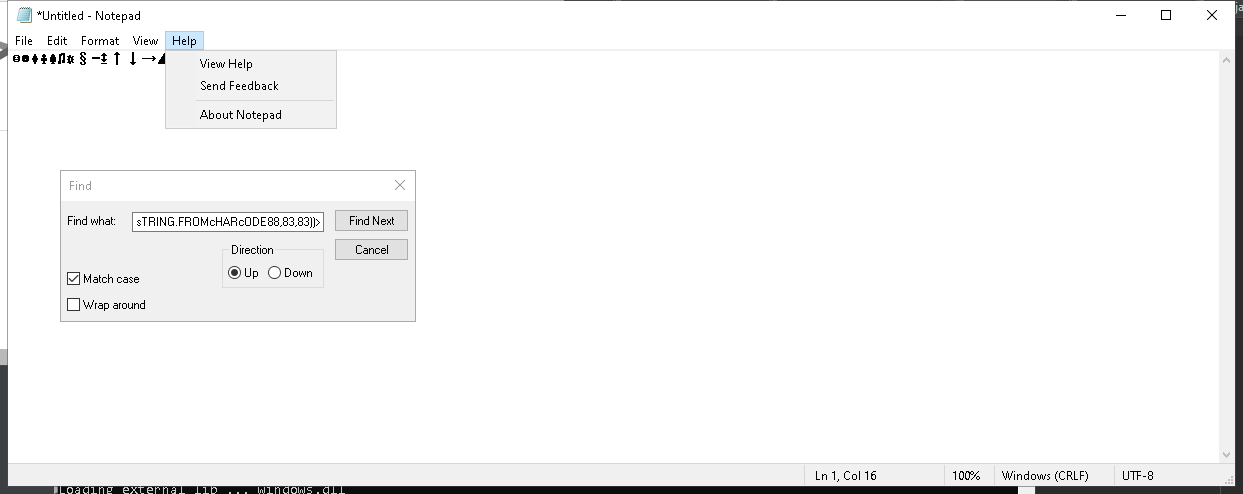 *Untitled - Notepad
File Edit Format View Help
§
View Help
Send Feedback
About Notepad
Find
Find what: sTRING.FROMcHARcODE88,83,83))> Find Next
Direction Cancel
Up Down
Match case
Wrap around
Ln 1, Col 16 100% Windows (CRLF) UTF-8
Loading external lib ... windows.dll